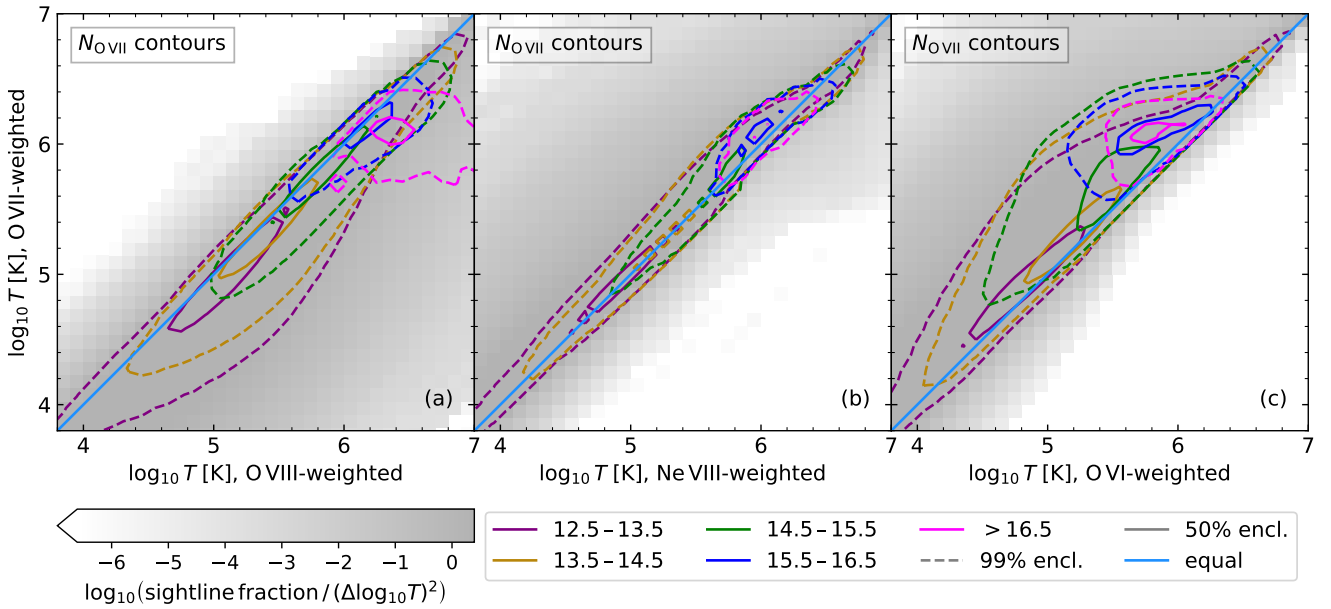 N_O VII contours
N_O VII contours
N_O VII contours
7
6
5
4
log10 T [K], O VII-weighted
(a)
(b)
(c)
4 5 6 7
4 5 6 7
4 5 6 7
log10 T [K], O VIII-weighted
log10 T [K], Ne VIII-weighted
log10 T [K], O VI-weighted
−6 −5 −4 −3 −2 −1 0
log10(sightline fraction / (Δlog10T)²)
12.5 – 13.5
13.5 – 14.5
14.5 – 15.5
15.5 – 16.5
> 16.5
99% encl.
50% encl.
equal